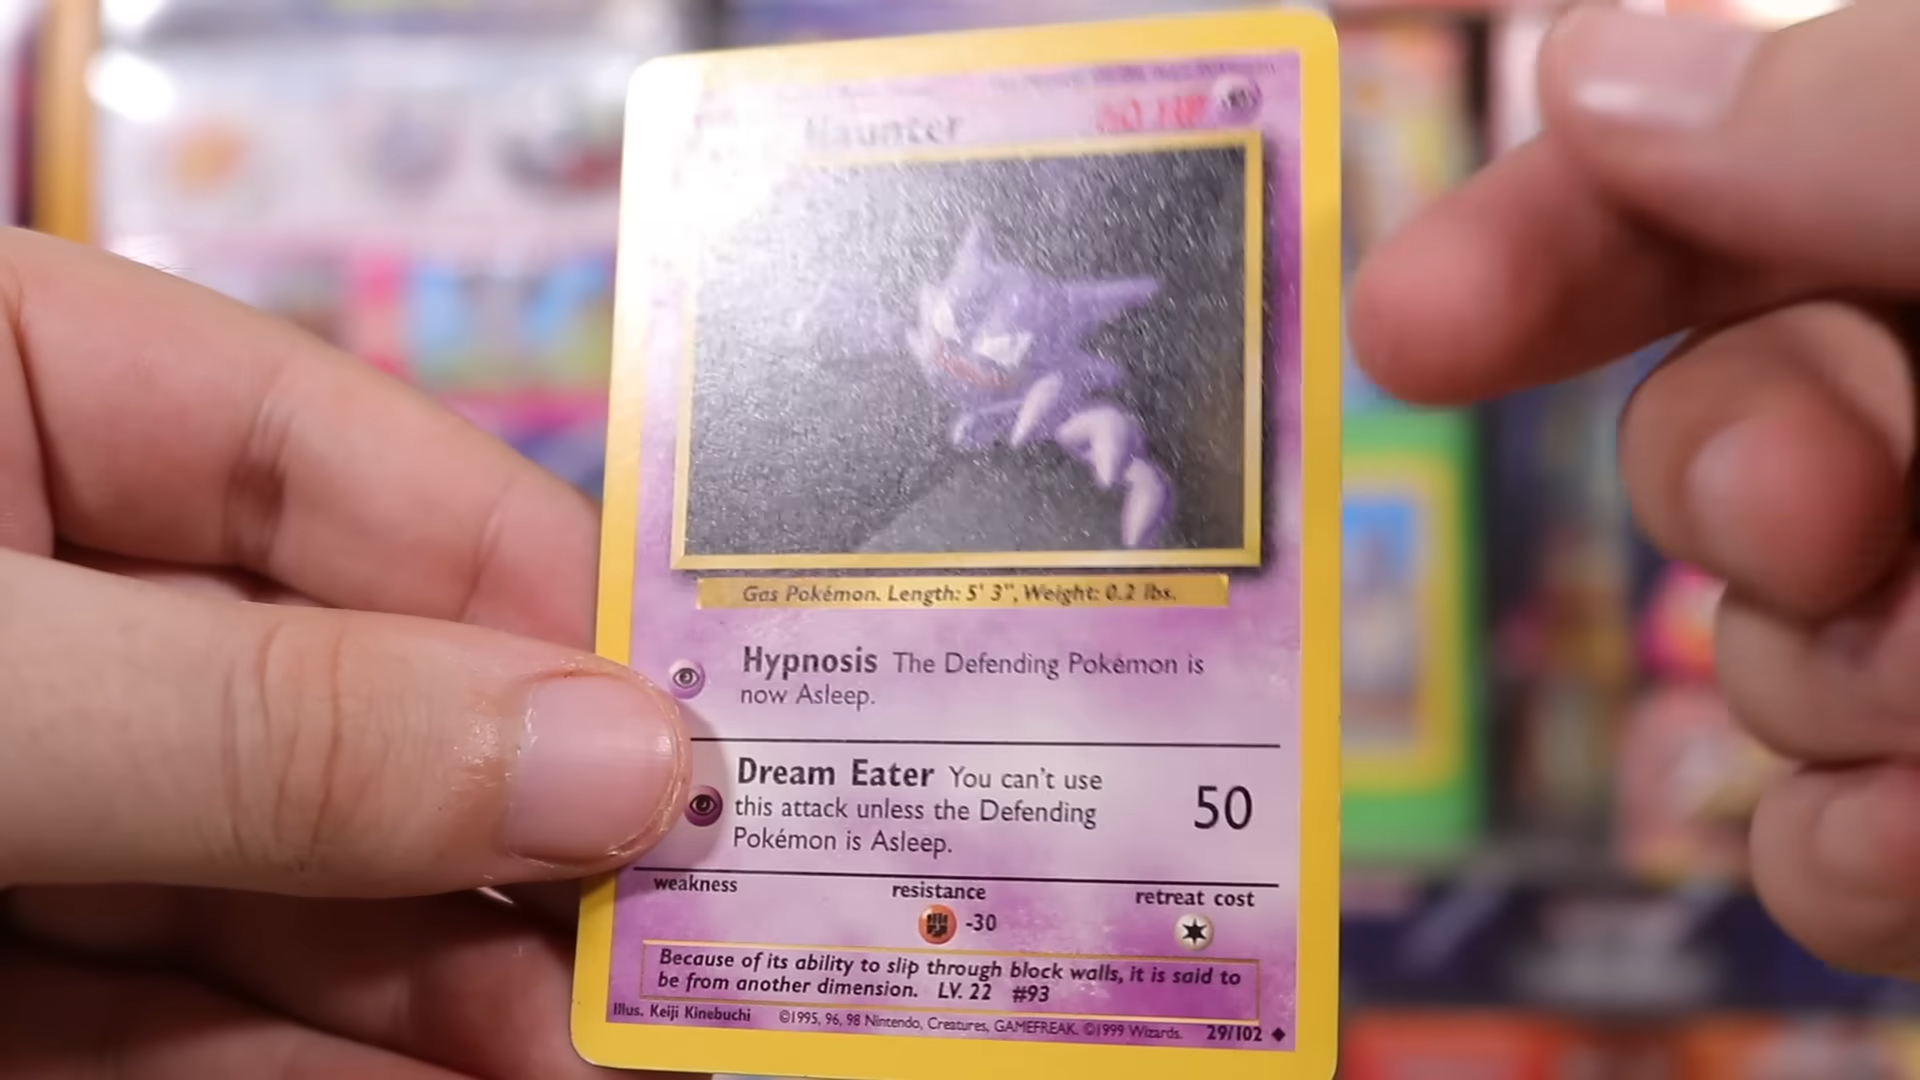 Haunter
60 HP
Gas Pokémon. Length: 5' 3", Weight: 0.2 lbs.
Hypnosis The Defending Pokémon is
now Asleep.
Dream Eater You can't use
this attack unless the Defending
Pokémon is Asleep.
50
weakness
resistance
retreat cost
-30
Because of its ability to slip through block walls, it is said to
be from another dimension. LV. 22 #93
Illus. Keiji Kinebuchi
©1995, 96, 98 Nintendo, Creatures, GAMEFREAK. ©1999 Wizards.
29/102